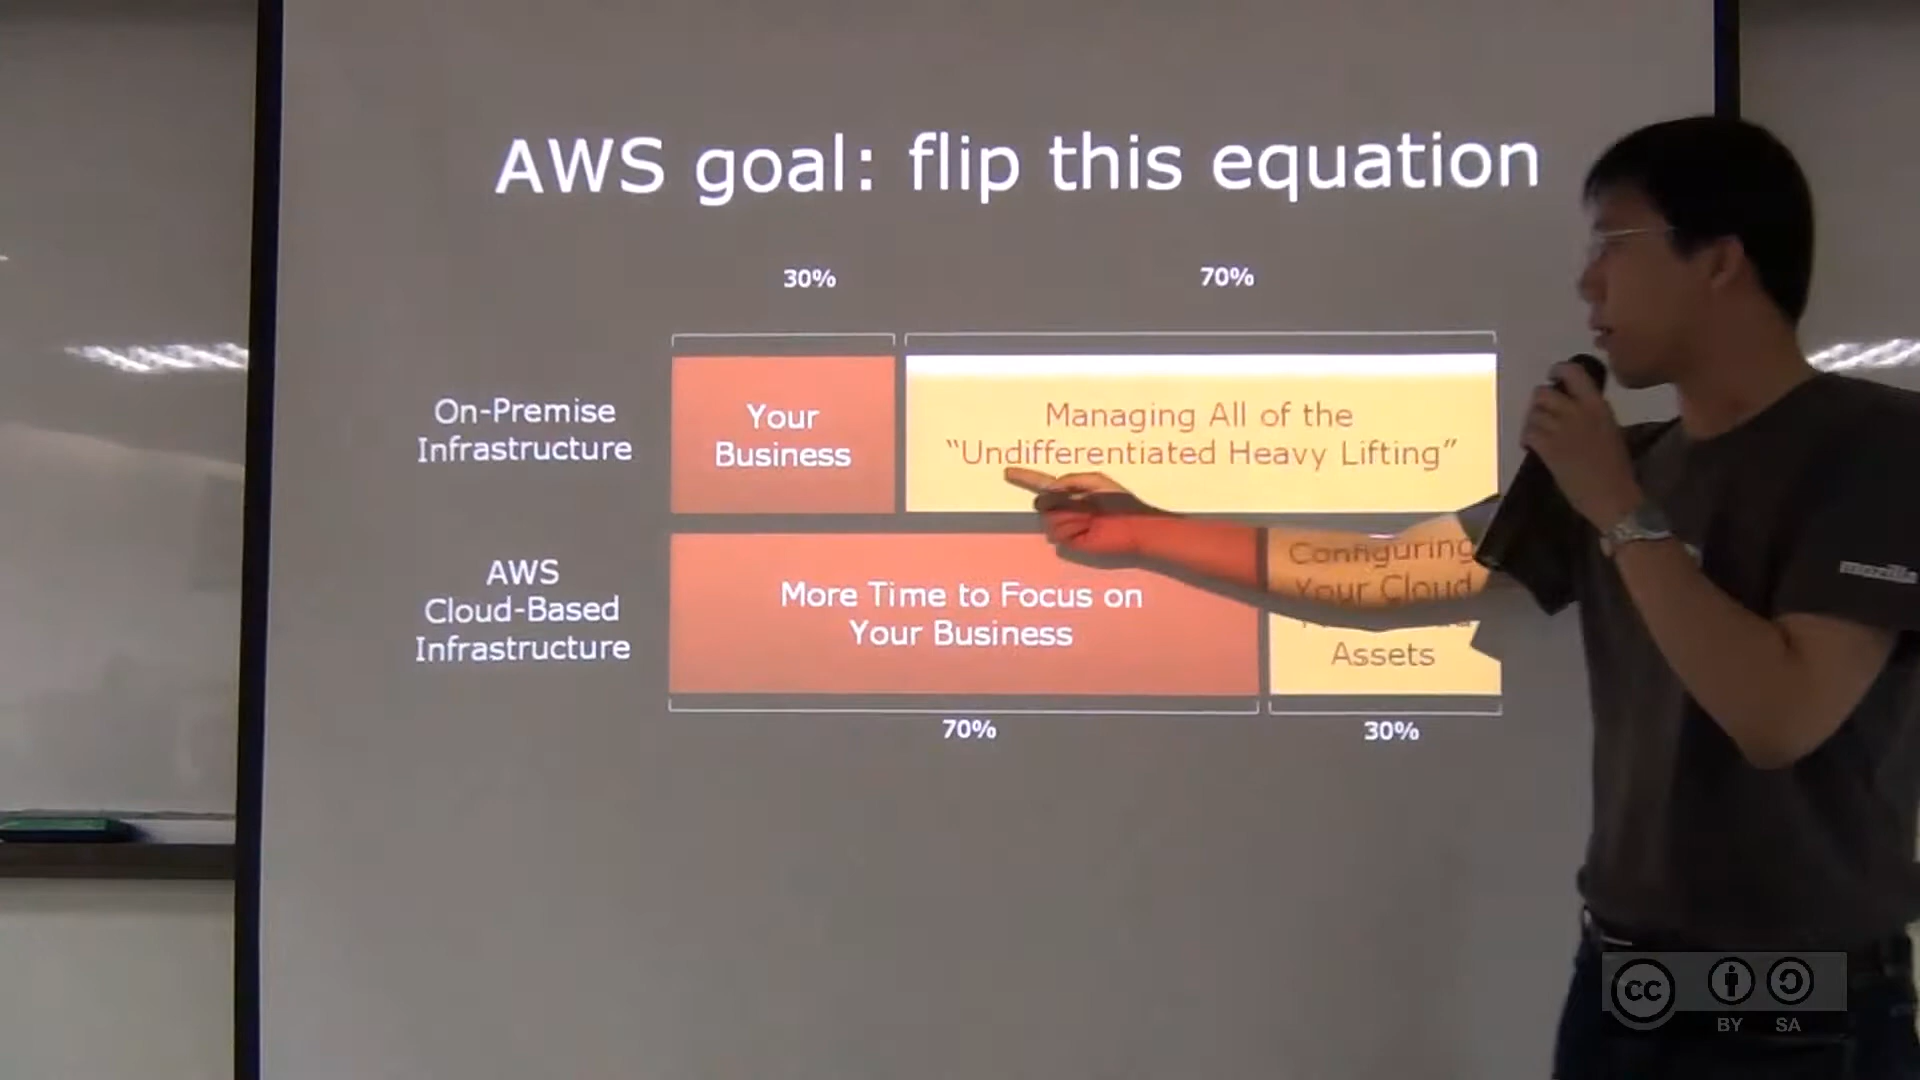 AWS goal: flip this equation
30%
70%
On-Premise
Infrastructure
Your
Business
Managing All of the
“Undifferentiated Heavy Lifting”
AWS
Cloud-Based
Infrastructure
More Time to Focus on
Your Business
Configuring
Your Cloud
Assets
70%
30%
cc
BY
SA